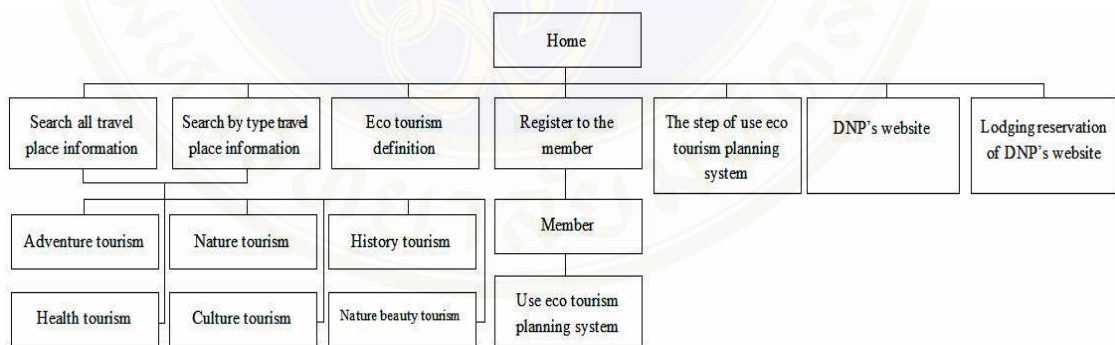 Home
Search all travel
place information
Search by type travel
place information
Eco tourism
definition
Register to the
member
The step of use eco
tourism planning
system
DNP's website
Lodging reservation
of DNP's website
Adventure tourism
Nature tourism
History tourism
Member
Health tourism
Culture tourism
Nature beauty tourism
Use eco tourism
planning system